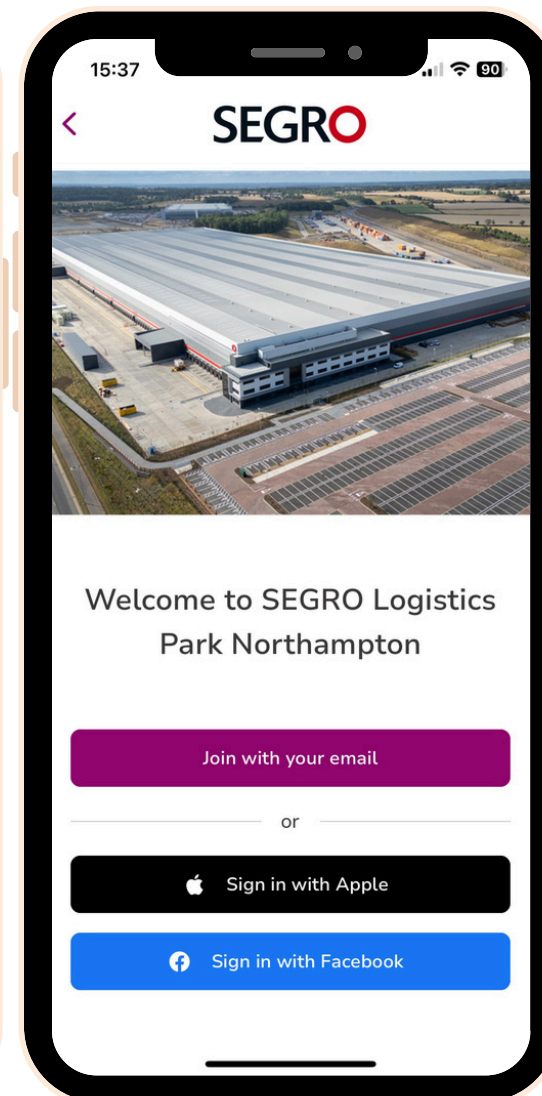 15:37
90
SEGRO
Welcome to SEGRO Logistics
Park Northampton
Join with your email
or
Sign in with Apple
Sign in with Facebook